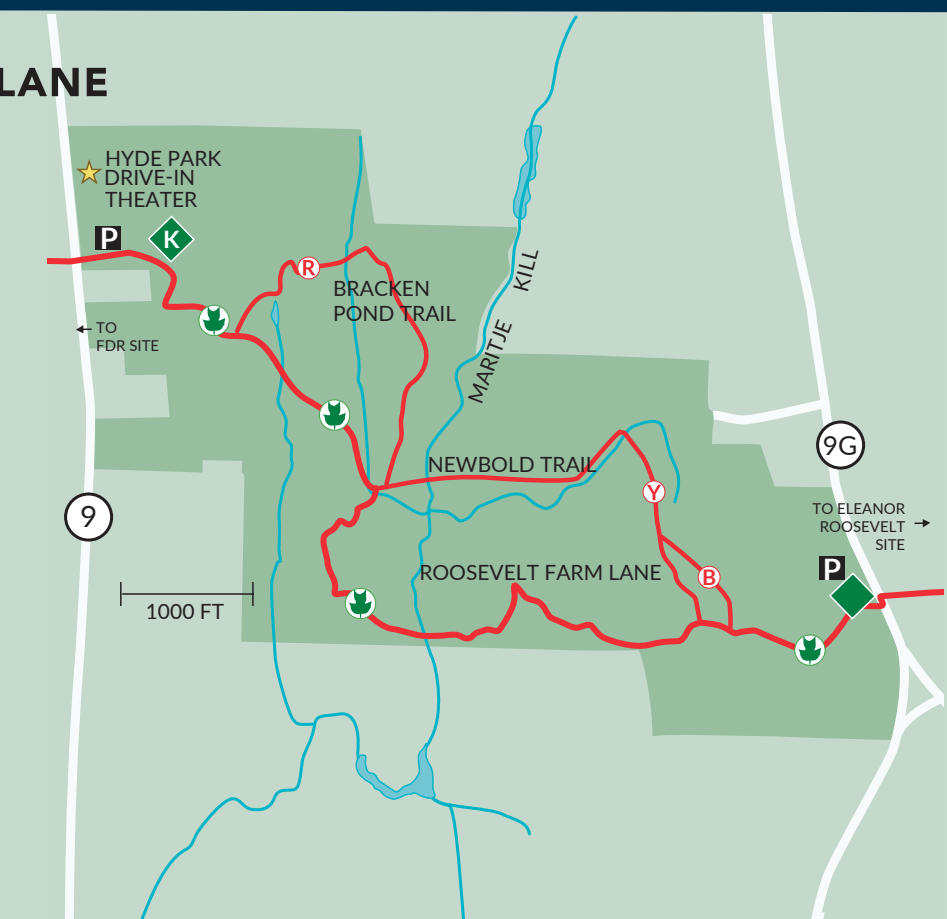 LANE
HYDE PARK
DRIVE-IN
THEATER
P
K
R
BRACKEN
POND TRAIL
MARITJE KILL
← TO
FDR SITE
NEWBOLD TRAIL
9G
Y
9
TO ELEANOR
ROOSEVELT →
SITE
P
ROOSEVELT FARM LANE
B
1000 FT